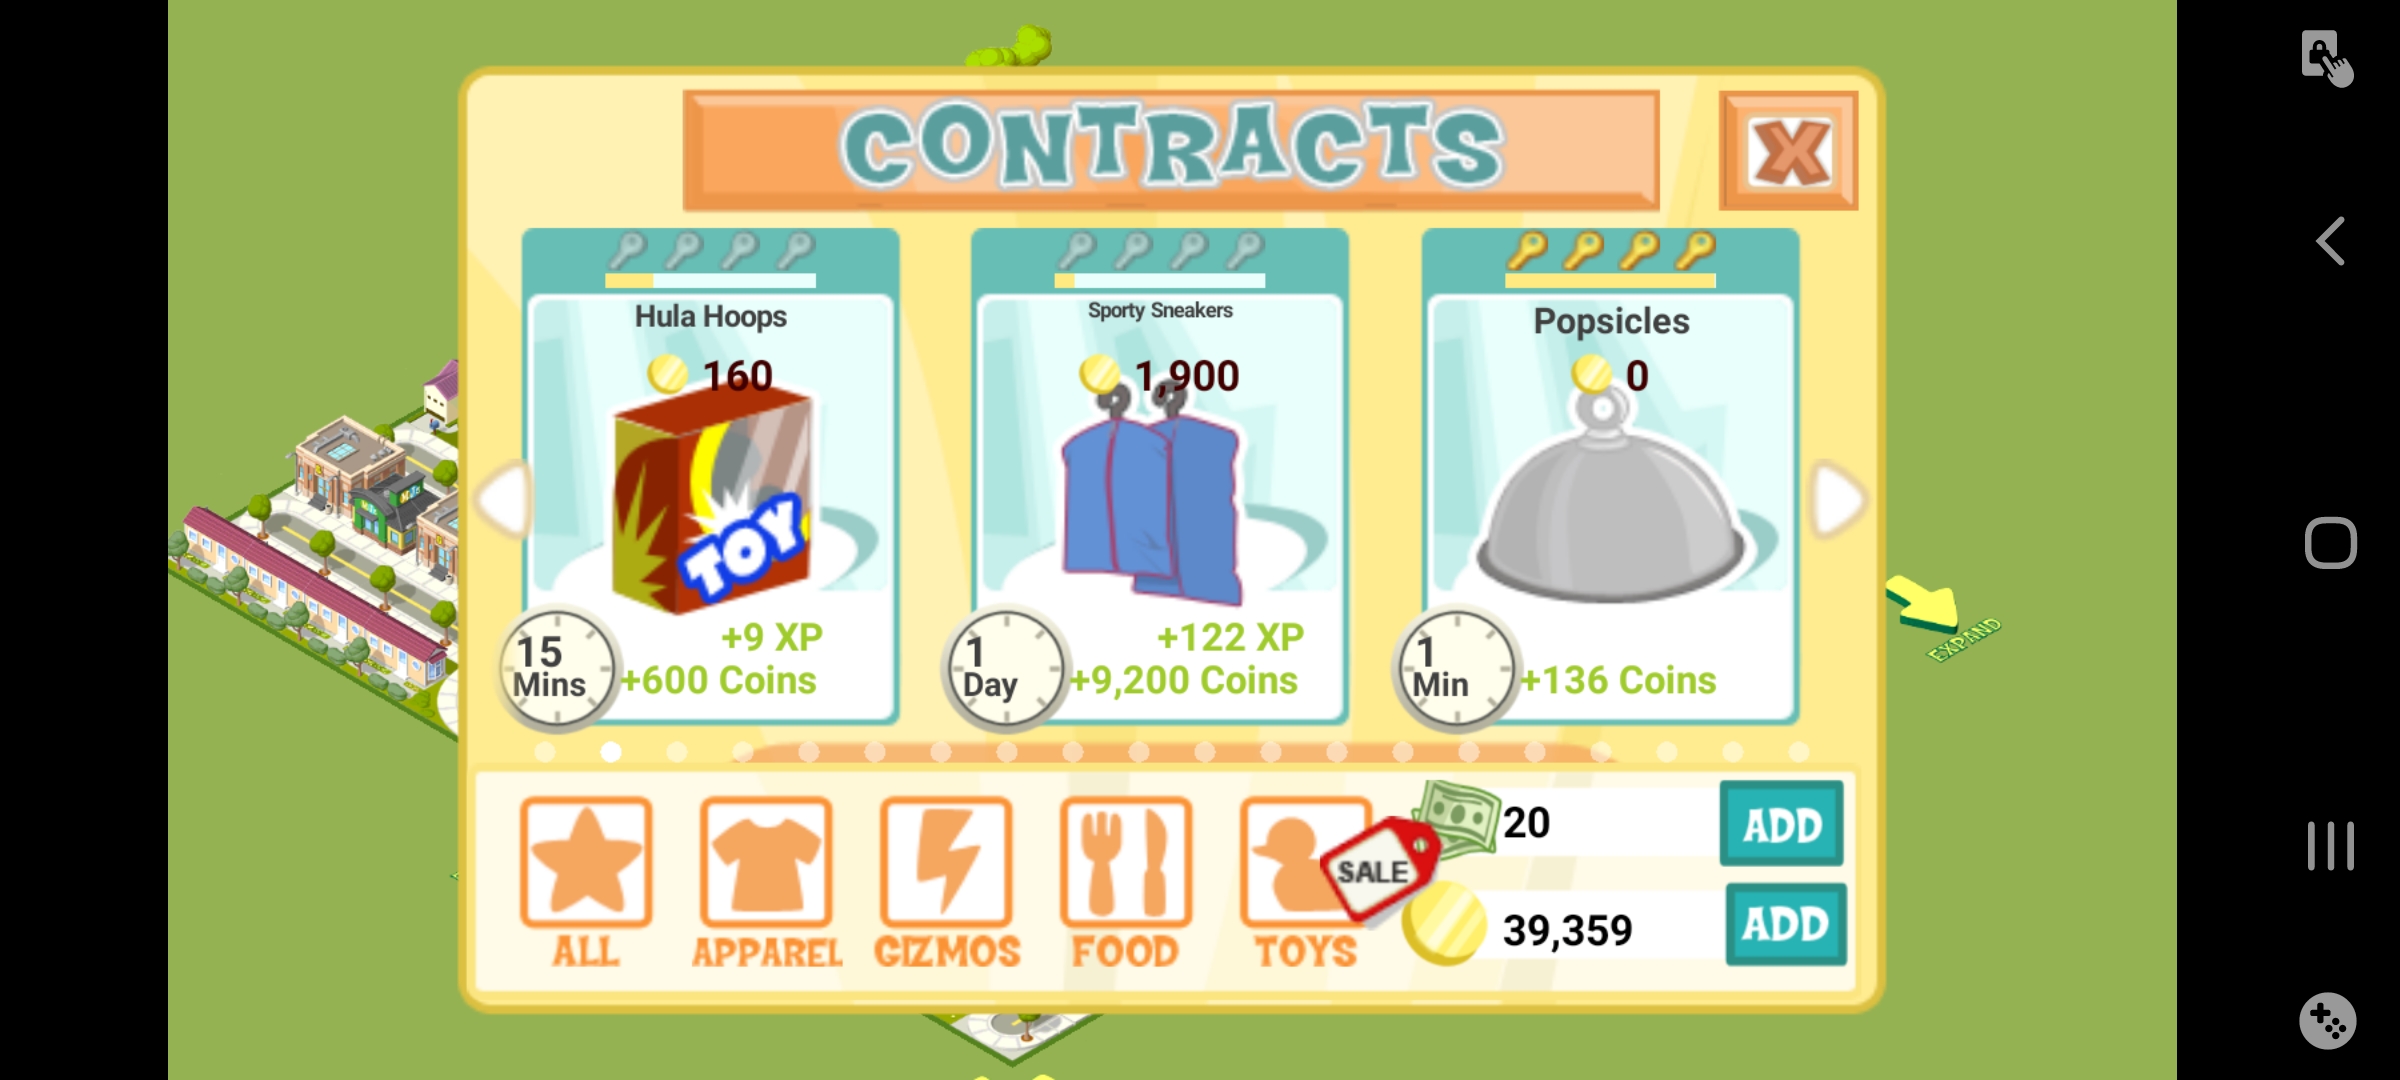 CONTRACTS
X
Hula Hoops
160
TOY
15
Mins
+9 XP
+600 Coins
Sporty Sneakers
1,900
1
Day
+122 XP
+9,200 Coins
Popsicles
0
1
Min
+136 Coins
EXPAND
ALL
APPAREL
GIZMOS
FOOD
TOYS
SALE
20
ADD
39,359
ADD